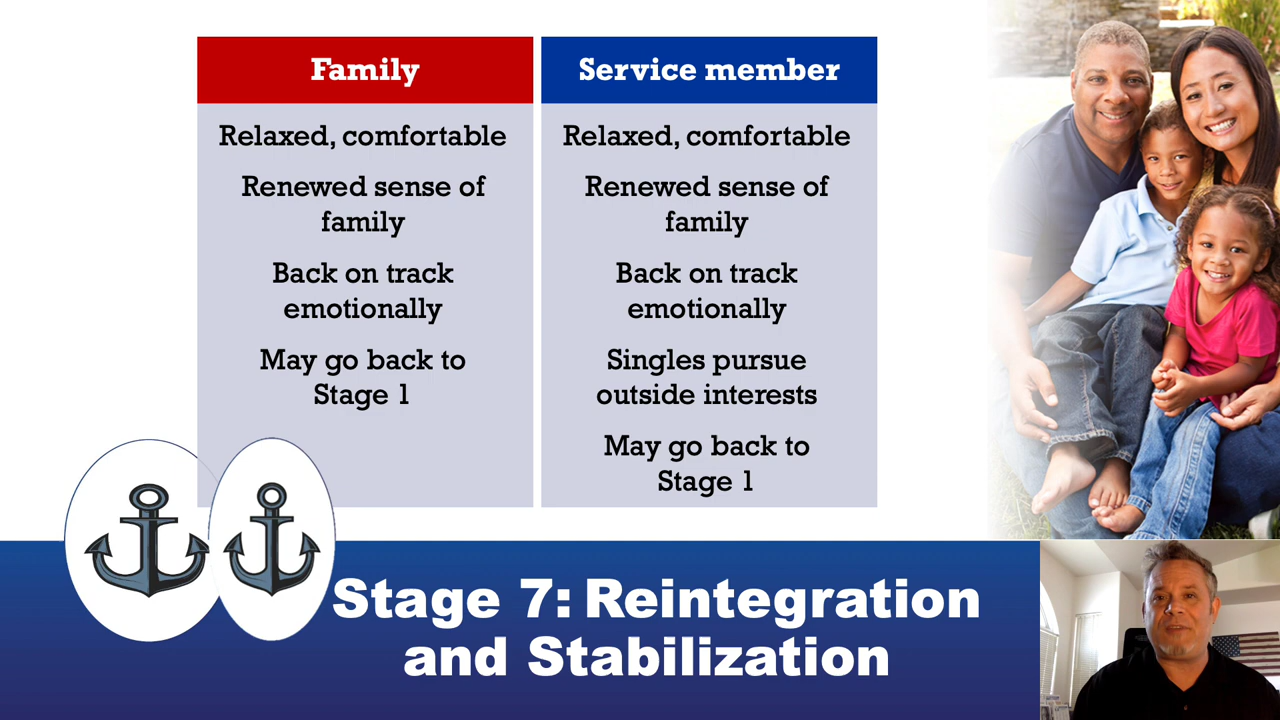 Family
Relaxed, comfortable
Renewed sense of
family
Back on track
emotionally
May go back to
Stage 1
Service member
Relaxed, comfortable
Renewed sense of
family
Back on track
emotionally
Singles pursue
outside interests
May go back to
Stage 1
Stage 7: Reintegration
and Stabilization